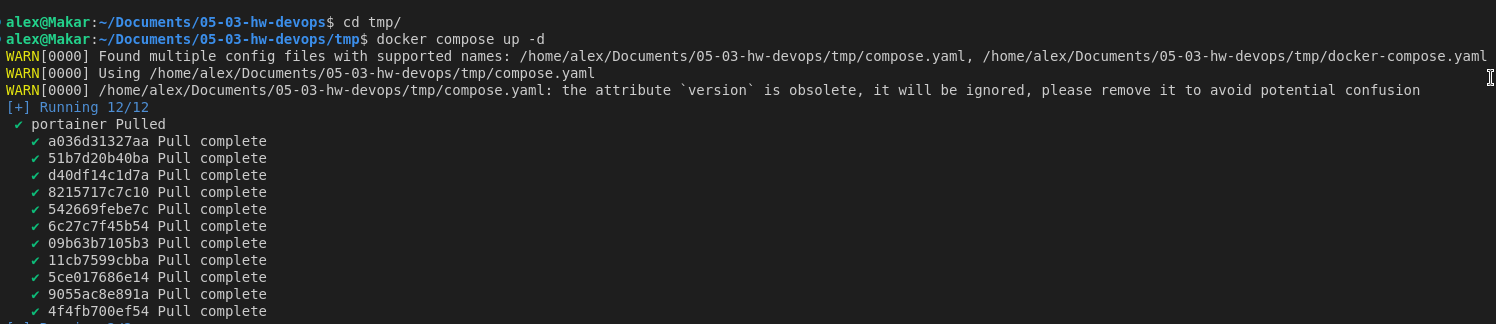 alex@Makar:~/Documents/05-03-hw-devops$ cd tmp/
alex@Makar:~/Documents/05-03-hw-devops/tmp$ docker compose up -d
WARN[0000] Found multiple config files with supported names: /home/alex/Documents/05-03-hw-devops/tmp/compose.yaml, /home/alex/Documents/05-03-hw-devops/tmp/docker-compose.yaml
WARN[0000] Using /home/alex/Documents/05-03-hw-devops/tmp/compose.yaml
WARN[0000] /home/alex/Documents/05-03-hw-devops/tmp/compose.yaml: the attribute `version` is obsolete, it will be ignored, please remove it to avoid potential confusion
[+] Running 12/12
✔ portainer Pulled
✔ a036d31327aa Pull complete
✔ 51b7d20b40ba Pull complete
✔ d40df14c1d7a Pull complete
✔ 8215717c7c10 Pull complete
✔ 542669febe7c Pull complete
✔ 6c27c7f45b54 Pull complete
✔ 09b63b7105b3 Pull complete
✔ 11cb7599cbba Pull complete
✔ 5ce017686e14 Pull complete
✔ 9055ac8e891a Pull complete
✔ 4f4fb700ef54 Pull complete